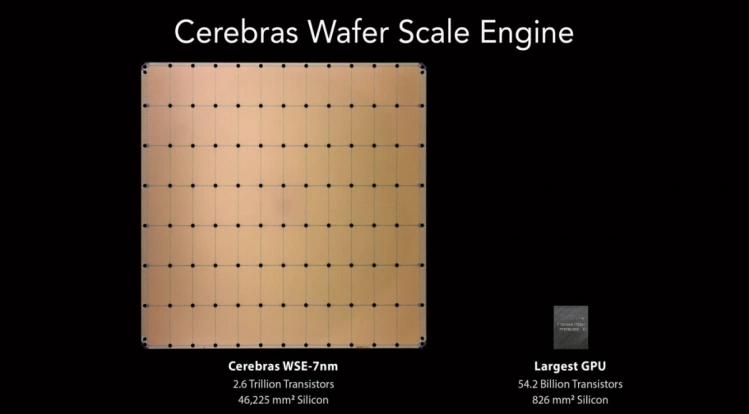 Cerebras Wafer Scale Engine
Cerebras WSE-7nm
2.6 Trillion Transistors
46,225 mm² Silicon
Largest GPU
54.2 Billion Transistors
826 mm² Silicon